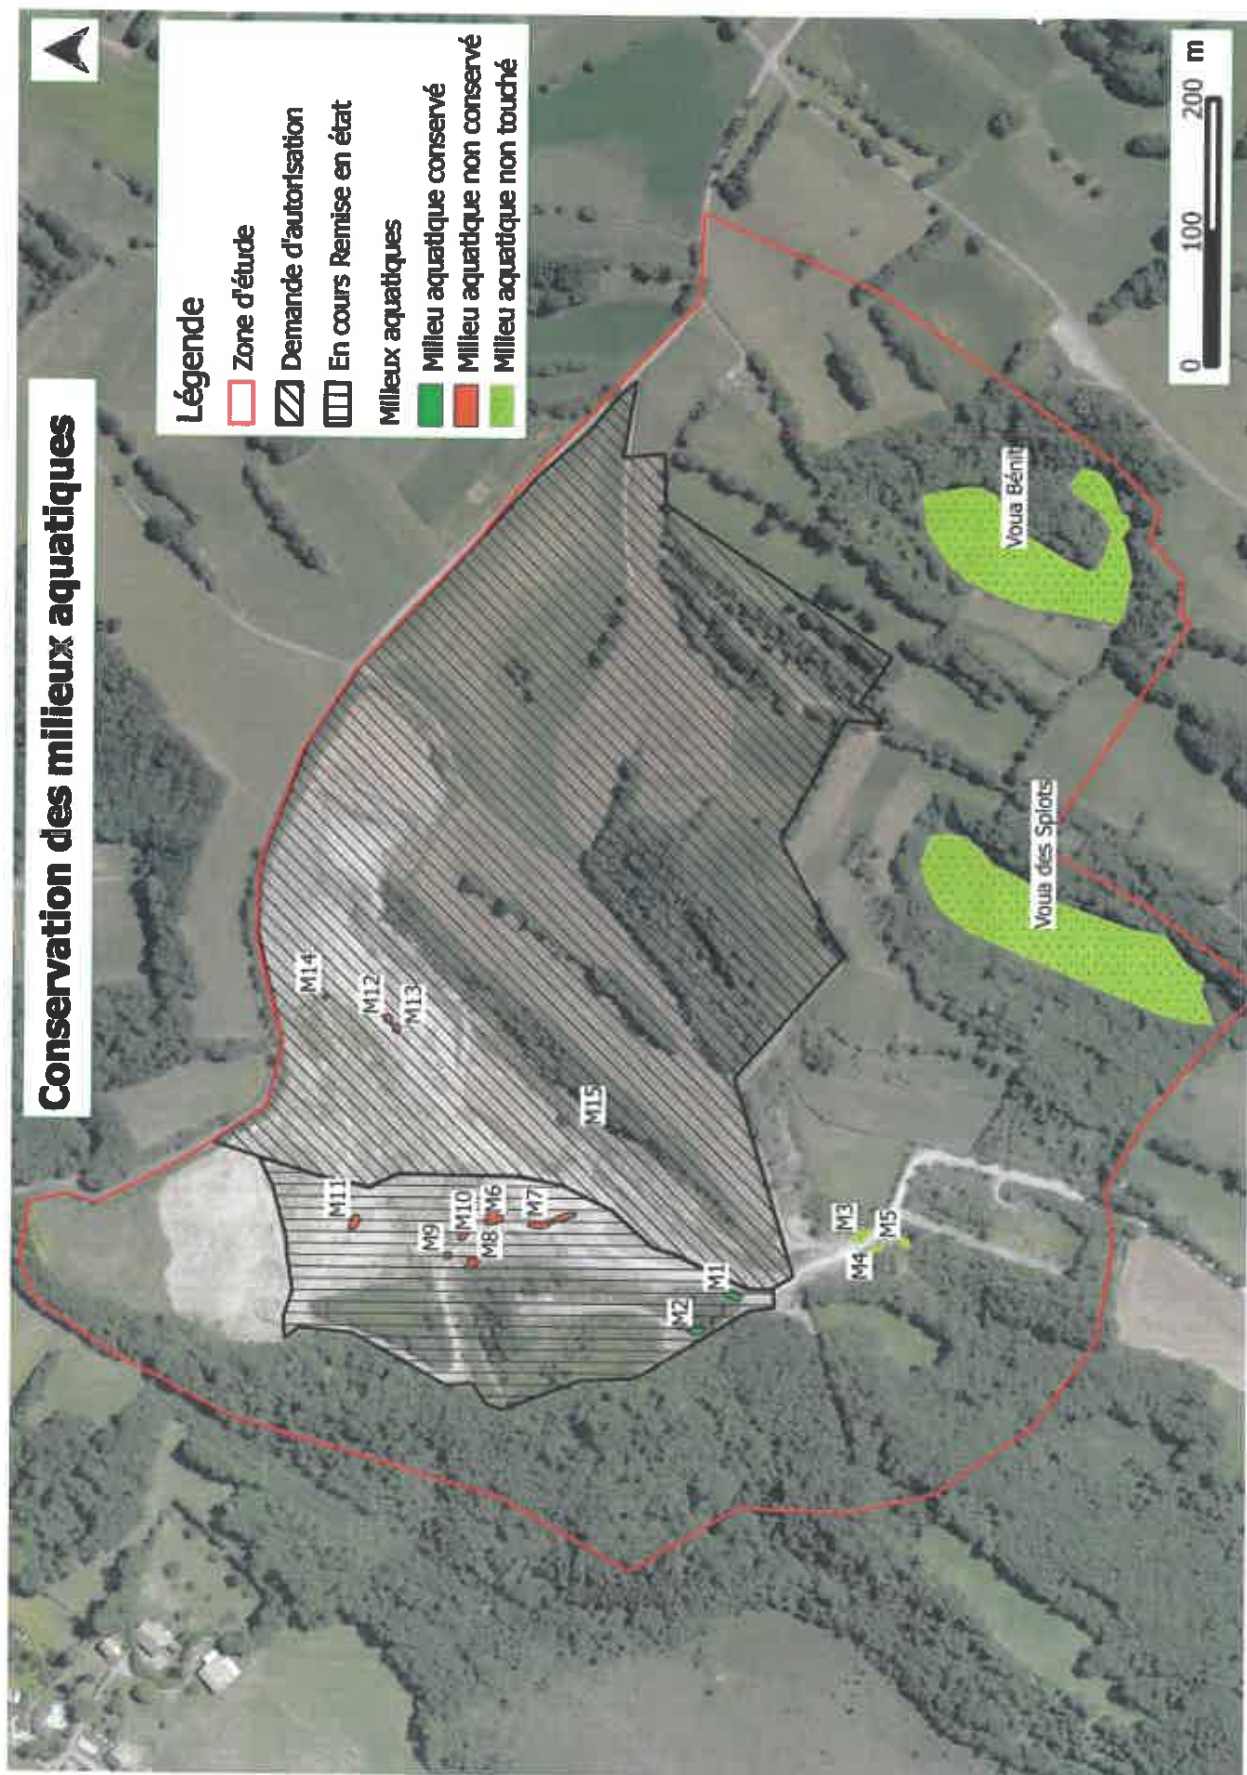 Conservation des milieux aquatiques
Légende
Zone d'étude
Demande d'autorisation
En cours Remise en état
Milieux aquatiques
Milieu aquatique conservé
Milieu aquatique non conservé
Milieu aquatique non touché
M11
M14
M12
M13
M9
M10
M8
M6
M7
M15
M2
M1
M4
M3
M5
Voua des Splots
Voua Bénit
0 100 200 m